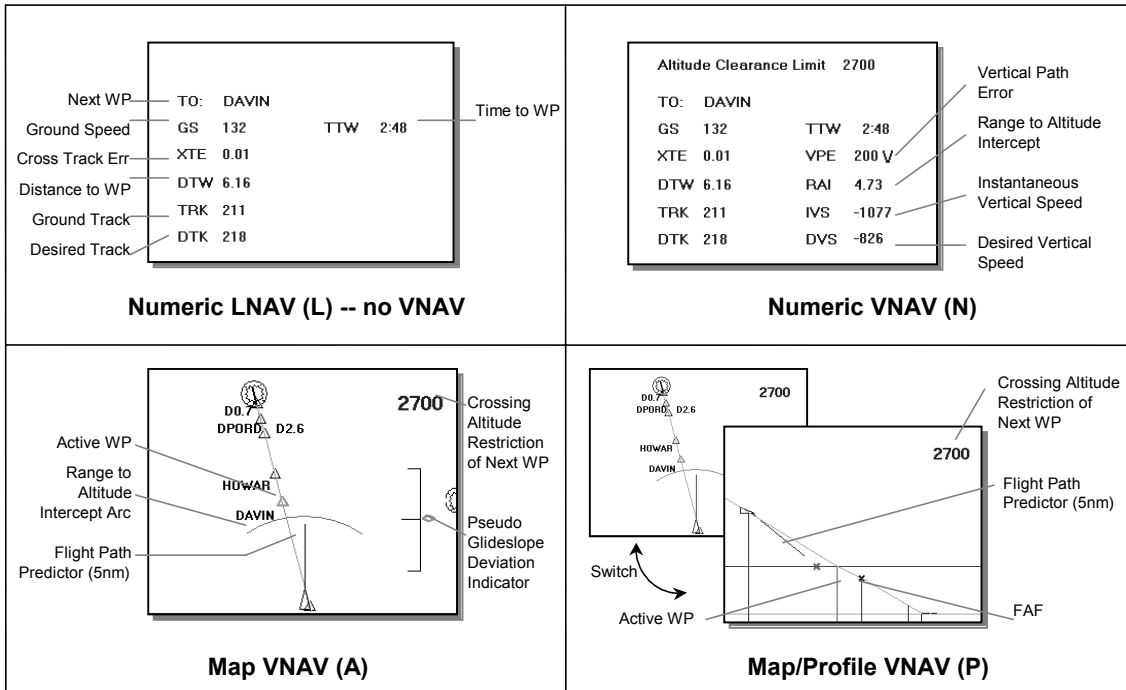 Next WP
Ground Speed
Cross Track Err
Distance to WP
Ground Track
Desired Track
TO: DAVIN
GS 132 TTW 2:48
XTE 0.01
DTW 6.16
TRK 211
DTK 218
Time to WP
Numeric LNAV (L) -- no VNAV
Altitude Clearance Limit 2700
TO: DAVIN
GS 132 TTW 2:48
XTE 0.01 VPE 200 V
DTW 6.16 RAI 4.73
TRK 211 IVS -1077
DTK 218 DVS -826
Vertical Path
Error
Range to Altitude
Intercept
Instantaneous
Vertical Speed
Desired Vertical
Speed
Numeric VNAV (N)
Active WP
Range to
Altitude
Intercept Arc
Flight Path
Predictor (5nm)
D0.7
DPORD D2.6
HOWAR
DAVIN
2700
Crossing
Altitude
Restriction
of Next WP
Pseudo
Glideslope
Deviation
Indicator
Map VNAV (A)
D0.7
DPORD D2.6
HOWAR
DAVIN
2700
2700
Switch
Active WP
Crossing Altitude
Restriction of
Next WP
Flight Path
Predictor (5nm)
FAF
Map/Profile VNAV (P)